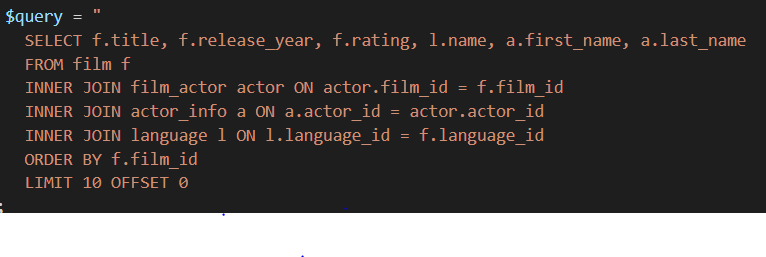 $query = "
SELECT f.title, f.release_year, f.rating, l.name, a.first_name, a.last_name
FROM film f
INNER JOIN film_actor actor ON actor.film_id = f.film_id
INNER JOIN actor_info a ON a.actor_id = actor.actor_id
INNER JOIN language l ON l.language_id = f.language_id
ORDER BY f.film_id
LIMIT 10 OFFSET 0